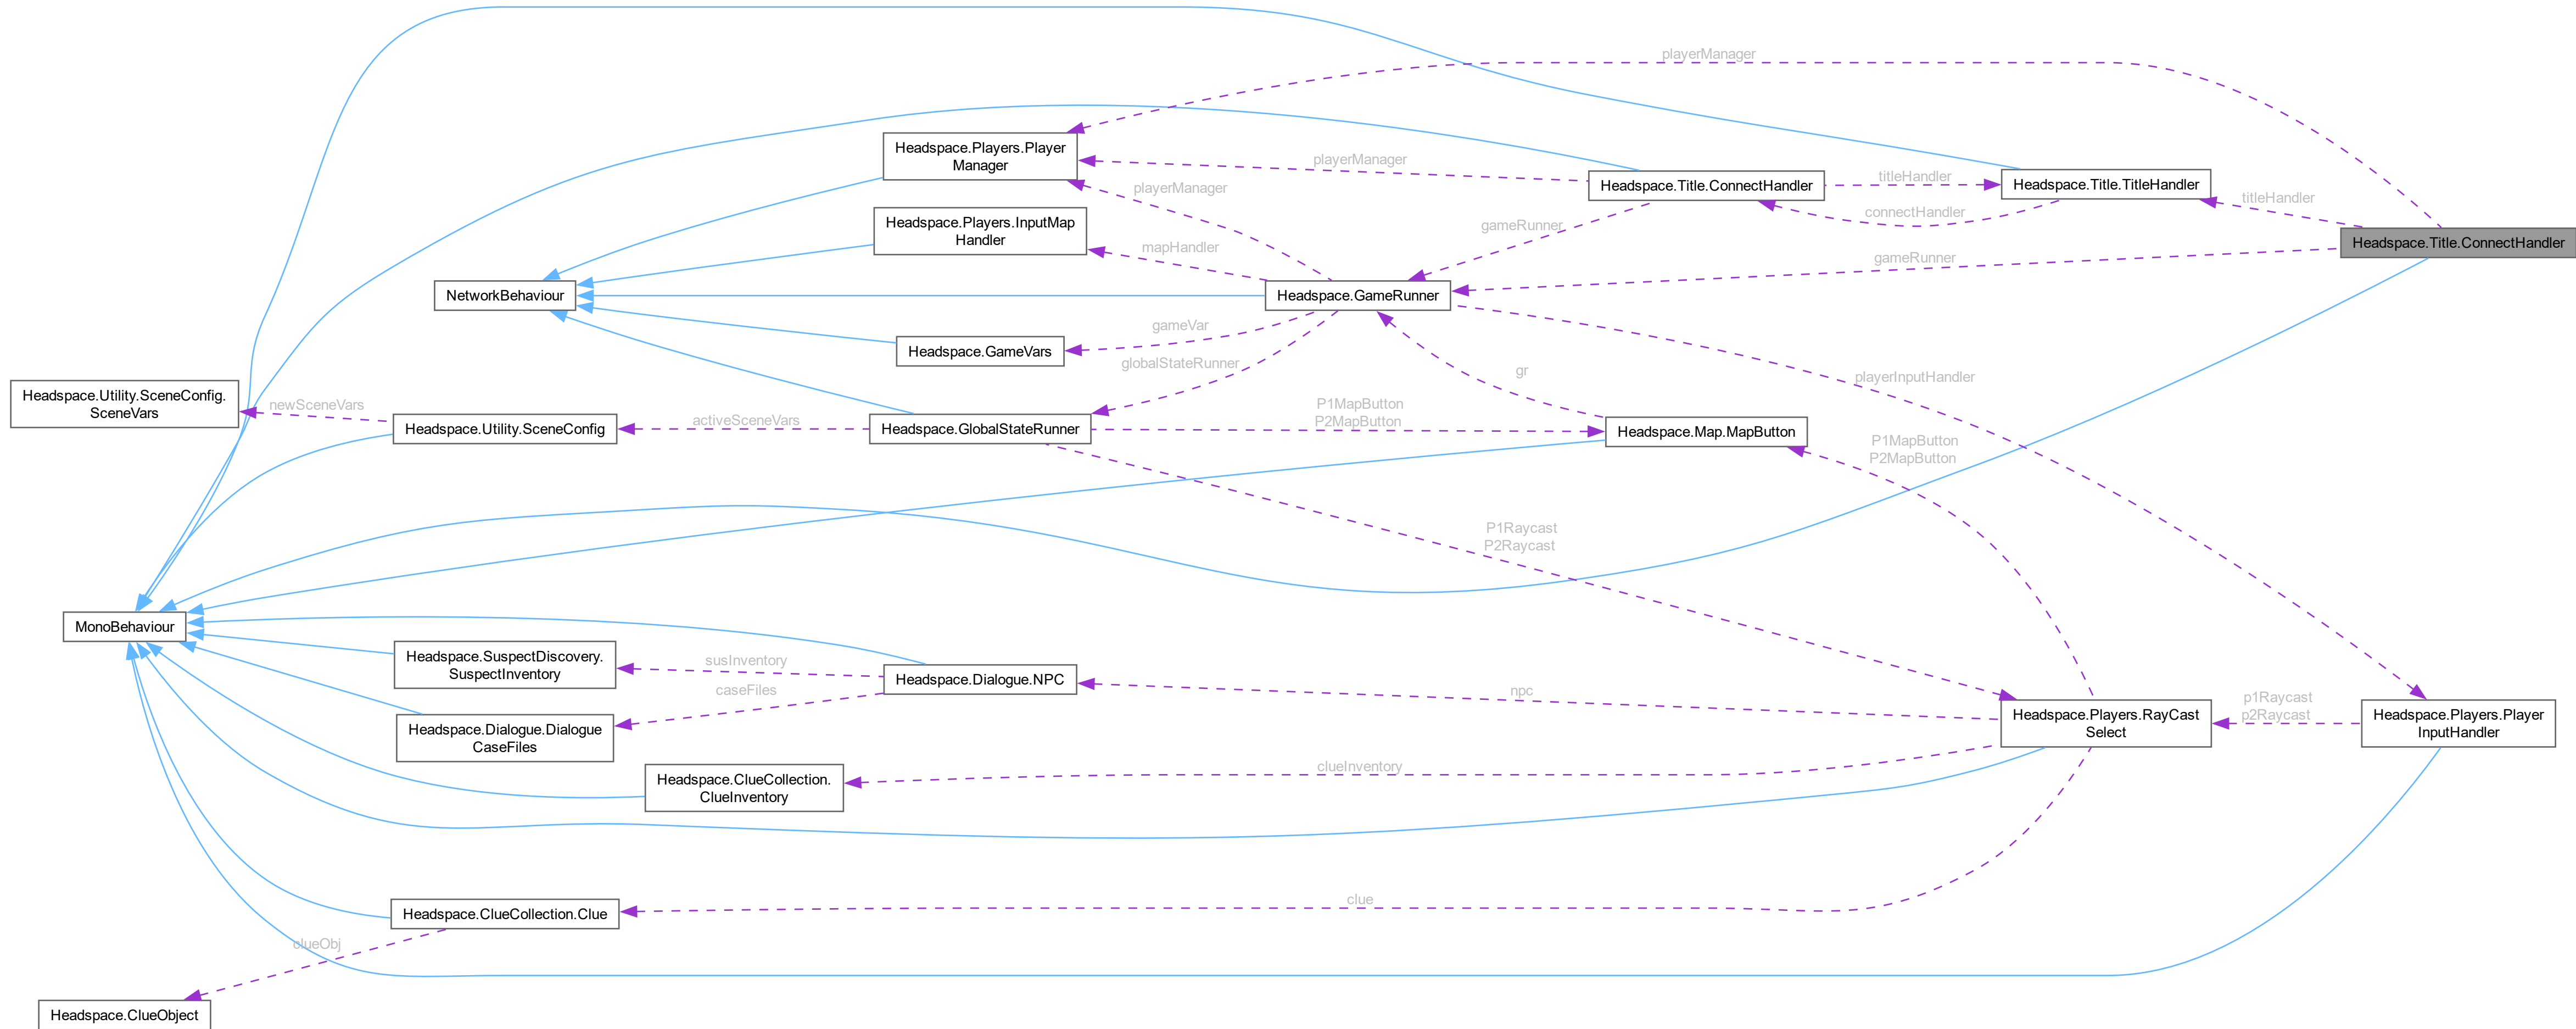 playerManager
Headspace.Players.Player
Manager
playerManager
Headspace.Title.ConnectHandler
titleHandler
Headspace.Title.TitleHandler
titleHandler
connectHandler
playerManager
Headspace.Players.InputMap
Handler
gameRunner
Headspace.Title.ConnectHandler
mapHandler
gameRunner
NetworkBehaviour
Headspace.GameRunner
gameVar
Headspace.GameVars
globalStateRunner
gr
playerInputHandler
Headspace.Utility.SceneConfig.
SceneVars
newSceneVars
Headspace.Utility.SceneConfig
activeSceneVars
Headspace.GlobalStateRunner
P1MapButton
P2MapButton
Headspace.Map.MapButton
P1MapButton
P2MapButton
P1Raycast
P2Raycast
MonoBehaviour
Headspace.SuspectDiscovery.
SuspectInventory
susInventory
caseFiles
Headspace.Dialogue.NPC
npc
Headspace.Players.RayCast
Select
p1Raycast
p2Raycast
Headspace.Players.Player
InputHandler
Headspace.Dialogue.Dialogue
CaseFiles
Headspace.ClueCollection.
ClueInventory
clueInventory
Headspace.ClueCollection.Clue
clue
clueObj
Headspace.ClueObject